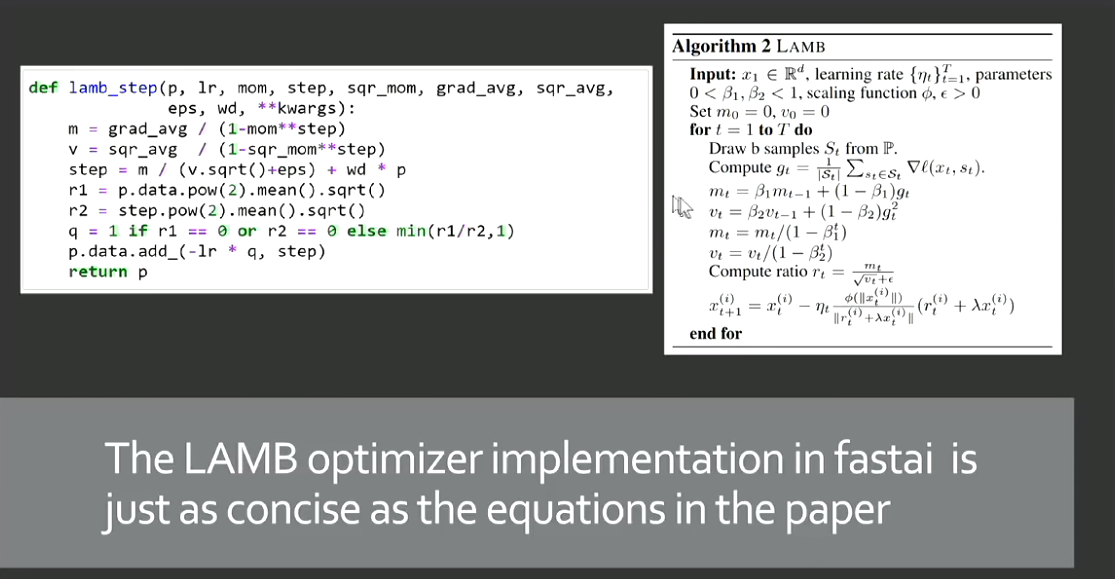 def lamb_step(p, lr, mom, step, sqr_mom, grad_avg, sqr_avg,
eps, wd, **kwargs):
m = grad_avg / (1-mom**step)
v = sqr_avg / (1-sqr_mom**step)
step = m / (v.sqrt()+eps) + wd * p
r1 = p.data.pow(2).mean().sqrt()
r2 = step.pow(2).mean().sqrt()
q = 1 if r1 == 0 or r2 == 0 else min(r1/r2,1)
p.data.add_(-lr * q, step)
return p
Algorithm 2 LAMB
Input: x₁ ∈ ℝᵈ, learning rate {ηₜ}ᵀₜ₌₁, parameters
0 < β₁, β₂ < 1, scaling function ϕ, ϵ > 0
Set m₀ = 0, v₀ = 0
for t = 1 to T do
Draw b samples Sₜ from ℙ.
Compute gₜ = 1/|Sₜ| ∑_{sₜ∈Sₜ} ∇ℓ(xₜ, sₜ).
mₜ = β₁mₜ₋₁ + (1 − β₁)gₜ
vₜ = β₂vₜ₋₁ + (1 − β₂)gₜ²
mₜ = mₜ/(1 − β₁ᵗ)
vₜ = vₜ/(1 − β₂ᵗ)
Compute ratio rₜ = mₜ/(√vₜ+ϵ)
xₜ₊₁⁽ⁱ⁾ = xₜ⁽ⁱ⁾ − ηₜ ϕ(‖xₜ⁽ⁱ⁾‖)/‖rₜ⁽ⁱ⁾+λxₜ⁽ⁱ⁾‖ (rₜ⁽ⁱ⁾ + λxₜ⁽ⁱ⁾)
end for
The LAMB optimizer implementation in fastai is
just as concise as the equations in the paper